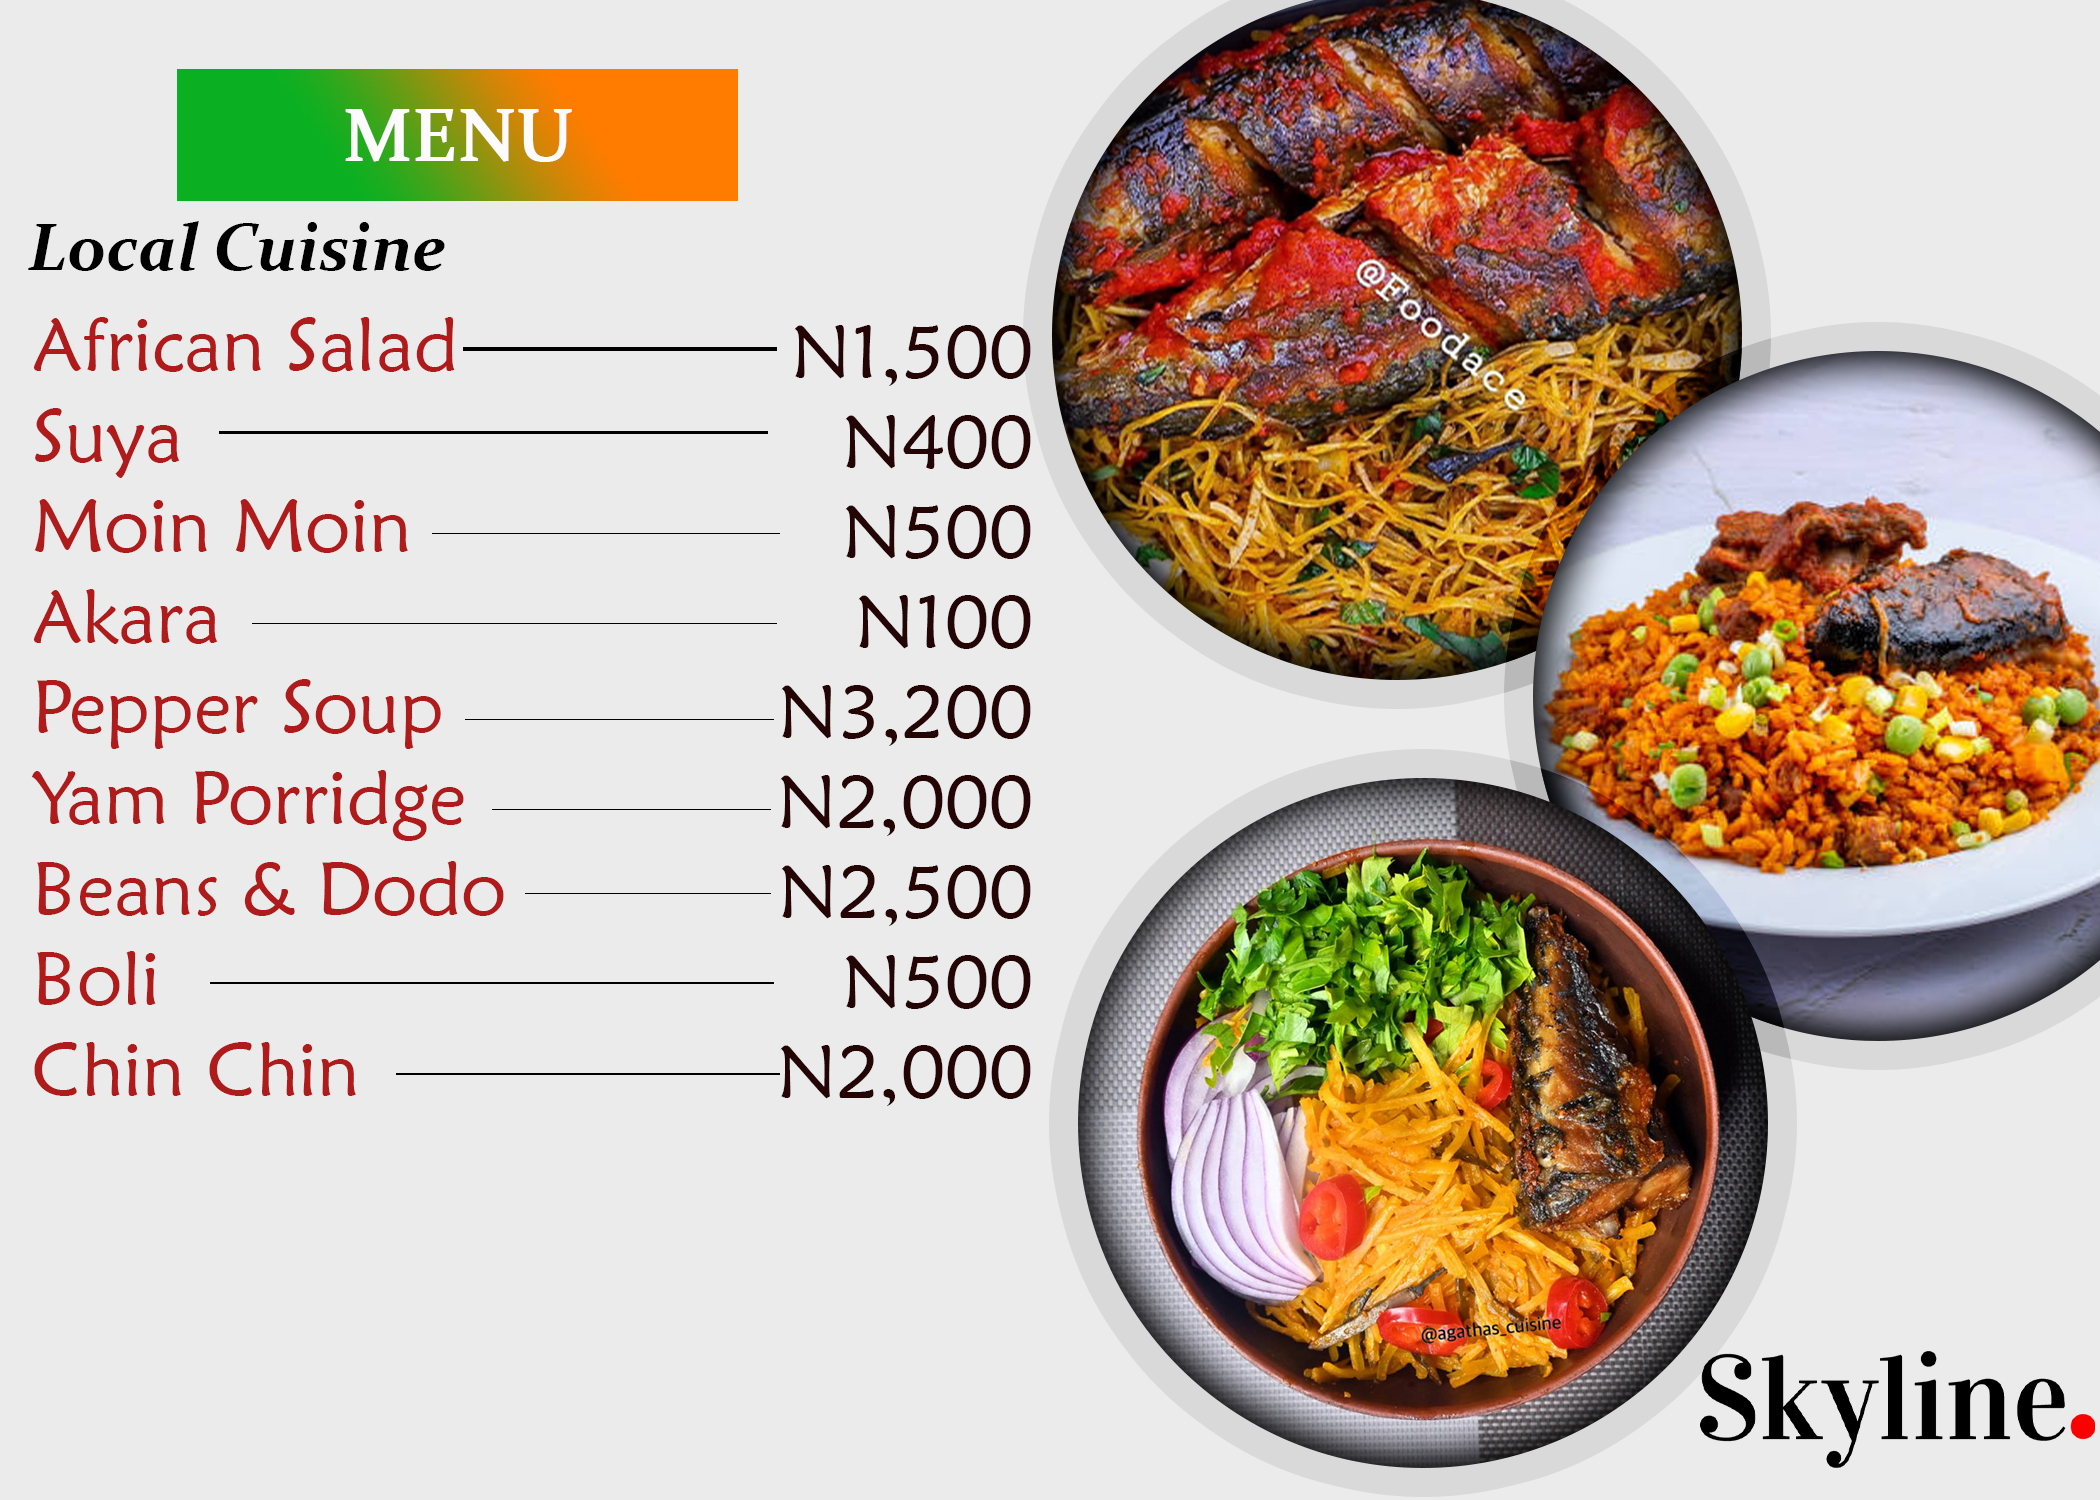 MENU
Local Cuisine
African Salad N1,500
Suya N400
Moin Moin N500
Akara N100
Pepper Soup N3,200
Yam Porridge N2,000
Beans & Dodo N2,500
Boli N500
Chin Chin N2,000
@Foodace
@agathas_cuisine
Skyline.